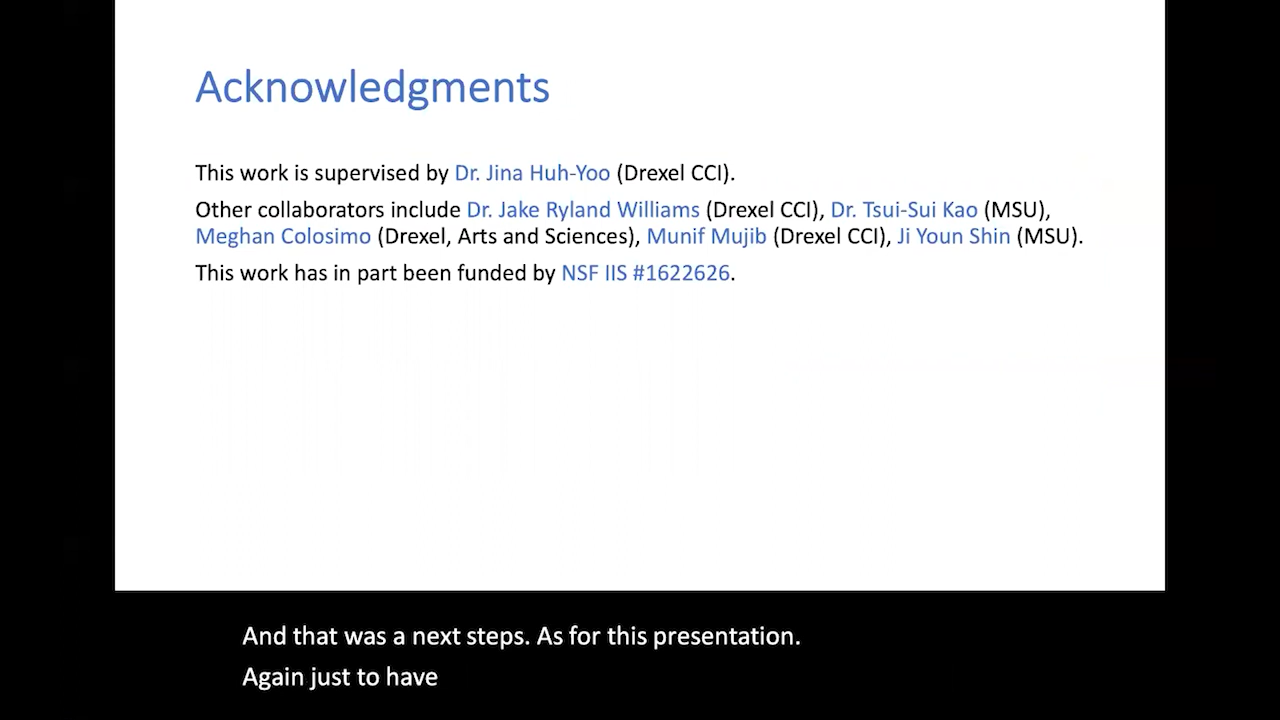 Acknowledgments
This work is supervised by Dr. Jina Huh-Yoo (Drexel CCI).
Other collaborators include Dr. Jake Ryland Williams (Drexel CCI), Dr. Tsui-Sui Kao (MSU),
Meghan Colosimo (Drexel, Arts and Sciences), Munif Mujib (Drexel CCI), Ji Youn Shin (MSU).
This work has in part been funded by NSF IIS #1622626.
And that was a next steps. As for this presentation.
Again just to have